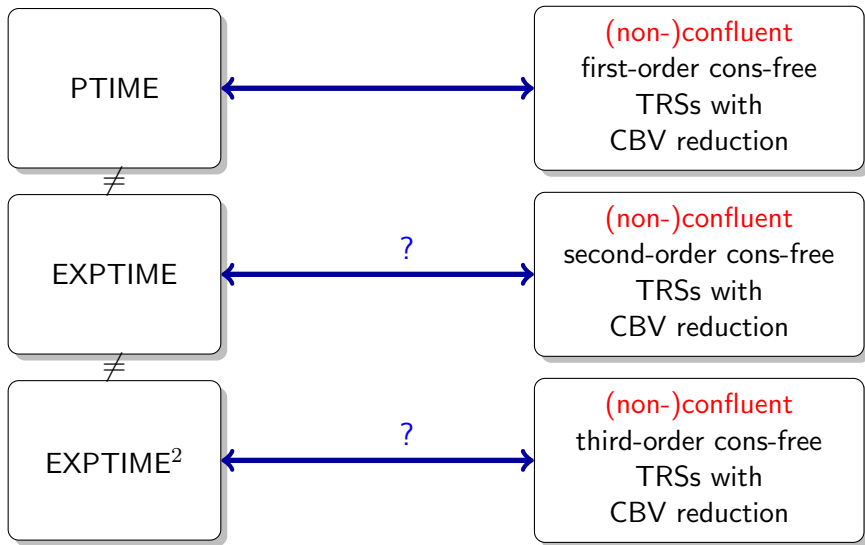 PTIME
(non-)confluent
first-order cons-free
TRSs with
CBV reduction
≠
EXPTIME
?
(non-)confluent
second-order cons-free
TRSs with
CBV reduction
≠
EXPTIME²
?
(non-)confluent
third-order cons-free
TRSs with
CBV reduction